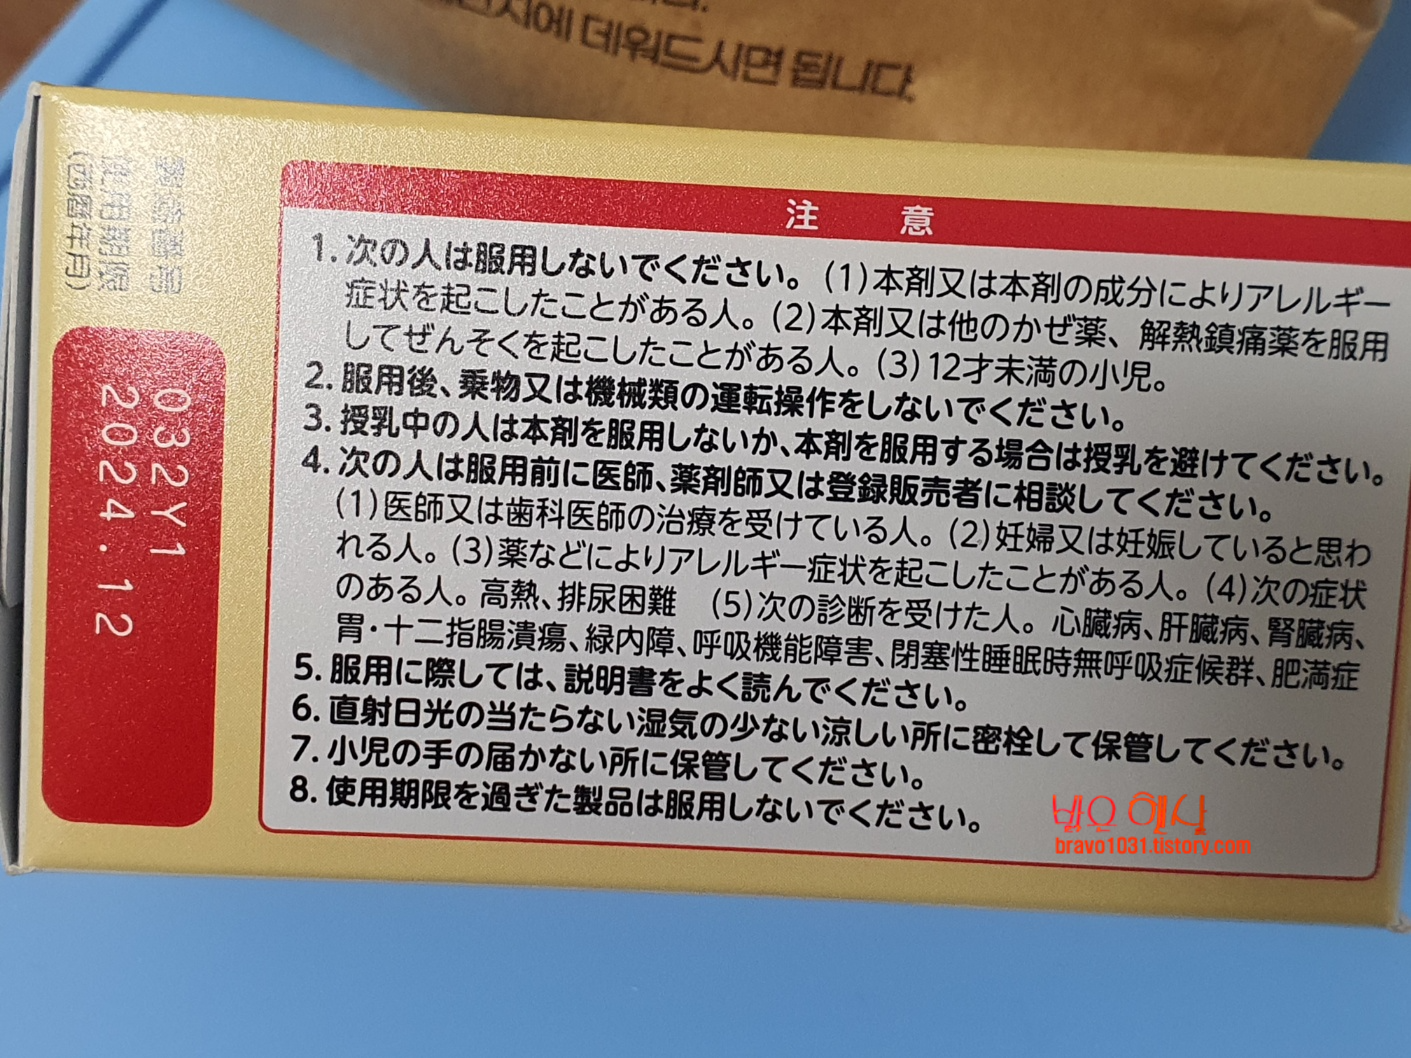 데워드시면 됩니다.
製造番号
使用期限
(西暦年月)
032Y1
2024.12
注 意
1.次の人は服用しないでください。(1)本剤又は本剤の成分によりアレルギー
症状を起こしたことがある人。(2)本剤又は他のかぜ薬、解熱鎮痛薬を服用
してぜんそくを起こしたことがある人。(3)12才未満の小児。
2.服用後、乗物又は機械類の運転操作をしないでください。
3.授乳中の人は本剤を服用しないか、本剤を服用する場合は授乳を避けてください。
4.次の人は服用前に医師、薬剤師又は登録販売者に相談してください。
(1)医師又は歯科医師の治療を受けている人。(2)妊婦又は妊娠していると思わ
れる人。(3)薬などによりアレルギー症状を起こしたことがある人。(4)次の症状
のある人。高熱、排尿困難 (5)次の診断を受けた人。心臓病、肝臓病、腎臓病、
胃・十二指腸潰瘍、緑内障、呼吸機能障害、閉塞性睡眠時無呼吸症候群、肥満症
5.服用に際しては、説明書をよく読んでください。
6.直射日光の当たらない湿気の少ない涼しい所に密栓して保管してください。
7.小児の手の届かない所に保管してください。
8.使用期限を過ぎた製品は服用しないでください。
bravo1031.tistory.com